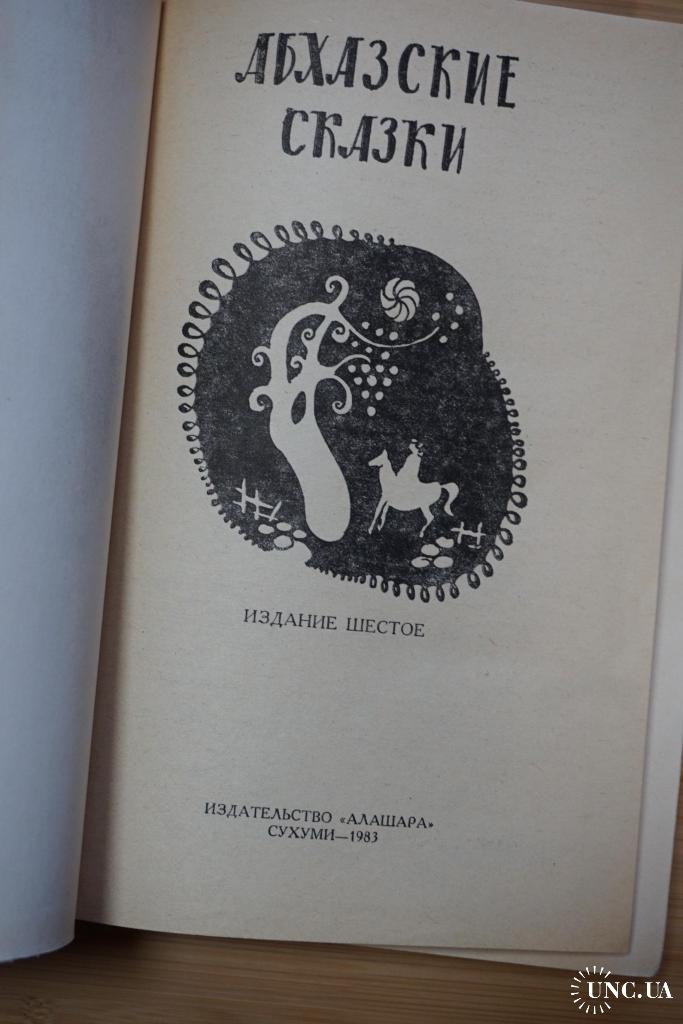 АБХАЗСКИЕ
СКАЗКИ
ИЗДАНИЕ ШЕСТОЕ
ИЗДАТЕЛЬСТВО «АЛАШАРА»
СУХУМИ—1983
UNC.UA